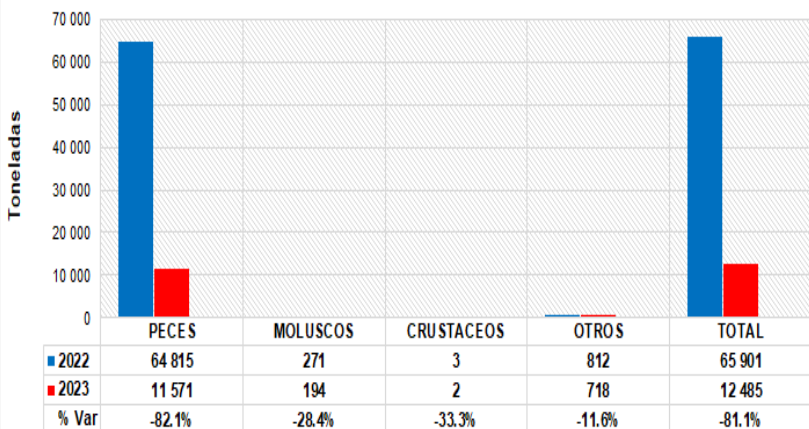 70 000
60 000
50 000
40 000
30 000
20 000
10 000
0
Toneladas
PECES MOLUSCOS CRUSTACEOS OTROS TOTAL
2022 64 815 271 3 812 65 901
2023 11 571 194 2 718 12 485
% Var -82.1% -28.4% -33.3% -11.6% -81.1%